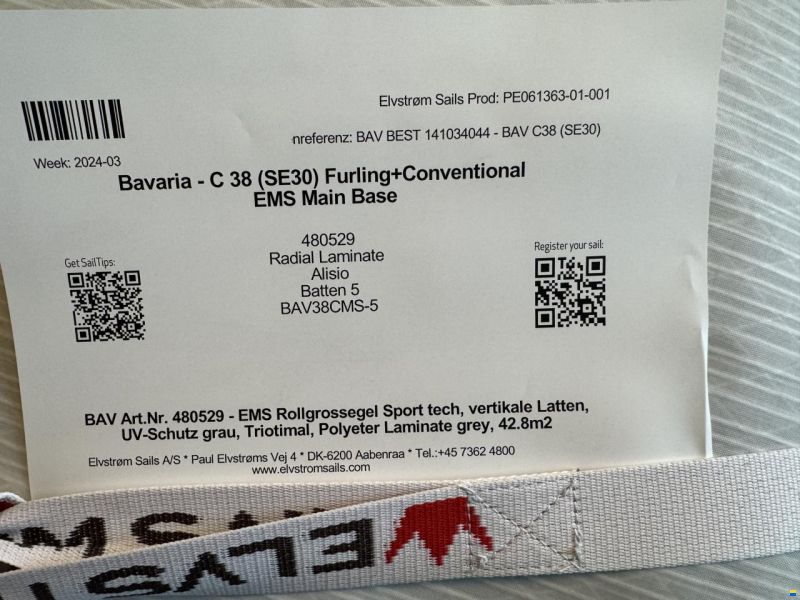 Elvstrøm Sails Prod: PE061363-01-001
nreferenz: BAV BEST 141034044 - BAV C38 (SE30)
Week: 2024-03
Bavaria - C 38 (SE30) Furling+Conventional
EMS Main Base
480529
Radial Laminate
Alisio
Batten 5
BAV38CMS-5
Get SailTips:
Register your sail:
BAV Art.Nr. 480529 - EMS Rollgrossegel Sport tech, vertikale Latten,
UV-Schutz grau, Triotimal, Polyeter Laminate grey, 42.8m2
Elvstrøm Sails A/S * Paul Elvstrøms Vej 4 * DK-6200 Aabenraa * Tel.:+45 7362 4800
www.elvstromsails.com
ELVS